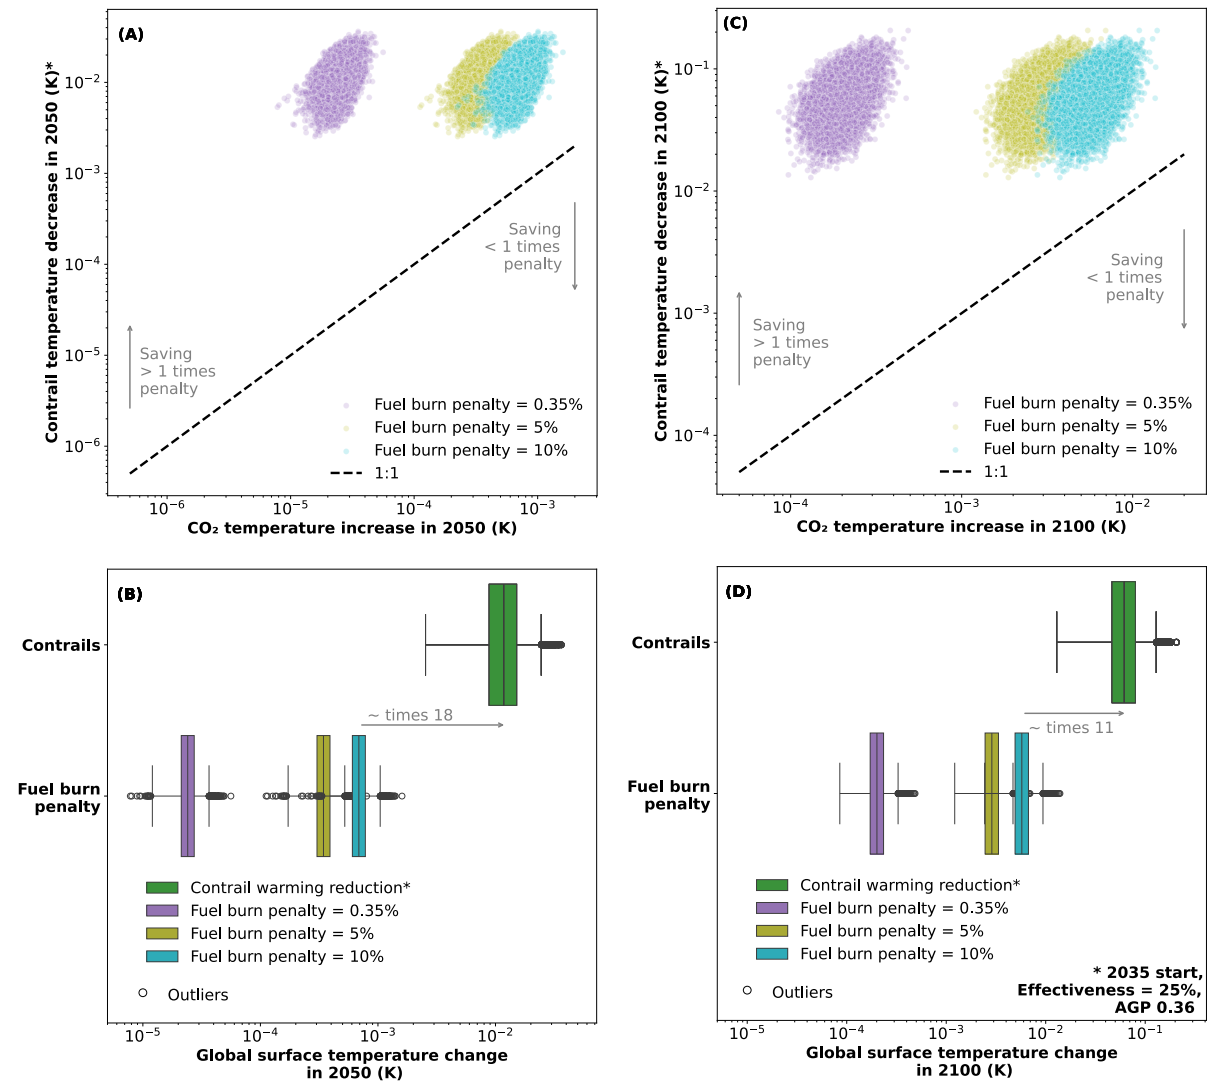 (A)
Contrail temperature decrease in 2050 (K)*
10⁻²
10⁻³
10⁻⁴
10⁻⁵
10⁻⁶
Saving
< 1 times
penalty
Saving
> 1 times
penalty
Fuel burn penalty = 0.35%
Fuel burn penalty = 5%
Fuel burn penalty = 10%
1:1
10⁻⁶ 10⁻⁵ 10⁻⁴ 10⁻³
CO₂ temperature increase in 2050 (K)
(C)
Contrail temperature decrease in 2100 (K)*
10⁻¹
10⁻²
10⁻³
10⁻⁴
Saving
< 1 times
penalty
Saving
> 1 times
penalty
Fuel burn penalty = 0.35%
Fuel burn penalty = 5%
Fuel burn penalty = 10%
1:1
10⁻⁴ 10⁻³ 10⁻²
CO₂ temperature increase in 2100 (K)
(B)
Contrails
~ times 18
Fuel burn
penalty
Contrail warming reduction*
Fuel burn penalty = 0.35%
Fuel burn penalty = 5%
Fuel burn penalty = 10%
Outliers
10⁻⁵ 10⁻⁴ 10⁻³ 10⁻²
Global surface temperature change
in 2050 (K)
(D)
Contrails
~ times 11
Fuel burn
penalty
Contrail warming reduction*
Fuel burn penalty = 0.35%
Fuel burn penalty = 5%
Fuel burn penalty = 10%
Outliers
* 2035 start,
Effectiveness = 25%,
AGP 0.36
10⁻⁵ 10⁻⁴ 10⁻³ 10⁻² 10⁻¹
Global surface temperature change
in 2100 (K)